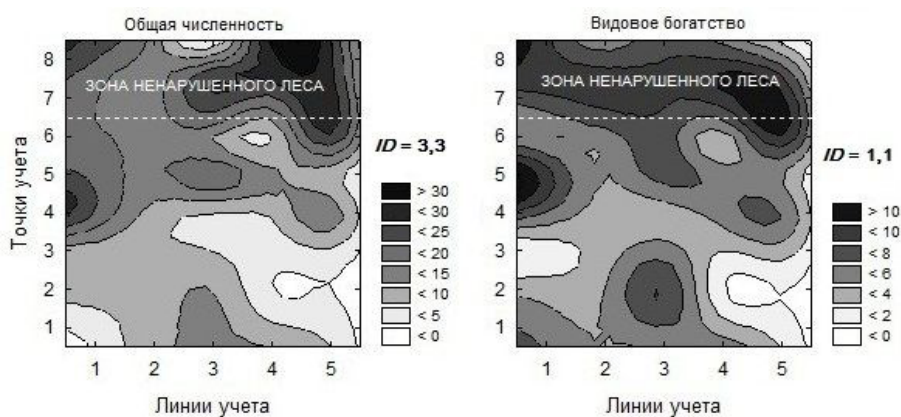 Общая численность
8
7
6
5
4
3
2
1
1 2 3 4 5
Точки учета
Линии учета
ЗОНА НЕНАРУШЕННОГО ЛЕСА
ID = 3,3
> 30
< 30
< 25
< 20
< 15
< 10
< 5
< 0
Видовое богатство
8
7
6
5
4
3
2
1
1 2 3 4 5
Линии учета
ЗОНА НЕНАРУШЕННОГО ЛЕСА
ID = 1,1
> 10
< 10
< 8
< 6
< 4
< 2
< 0